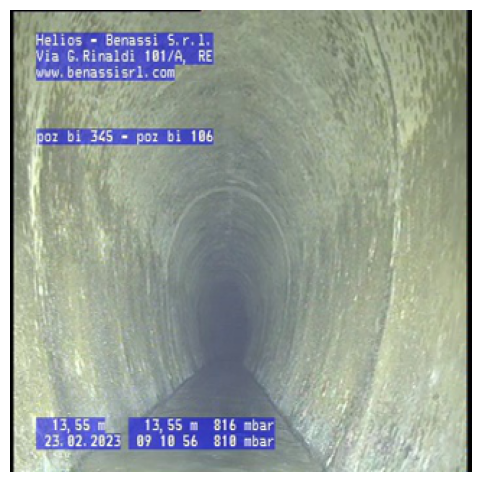 Helios - Benassi S.r.l.
Via G.Rinaldi 101/A, RE
www.benassisrl.com
poz bi 345 - poz bi 106
13,55 m 13,55 m 816 mbar
23.02.2023 09 10 56 810 mbar